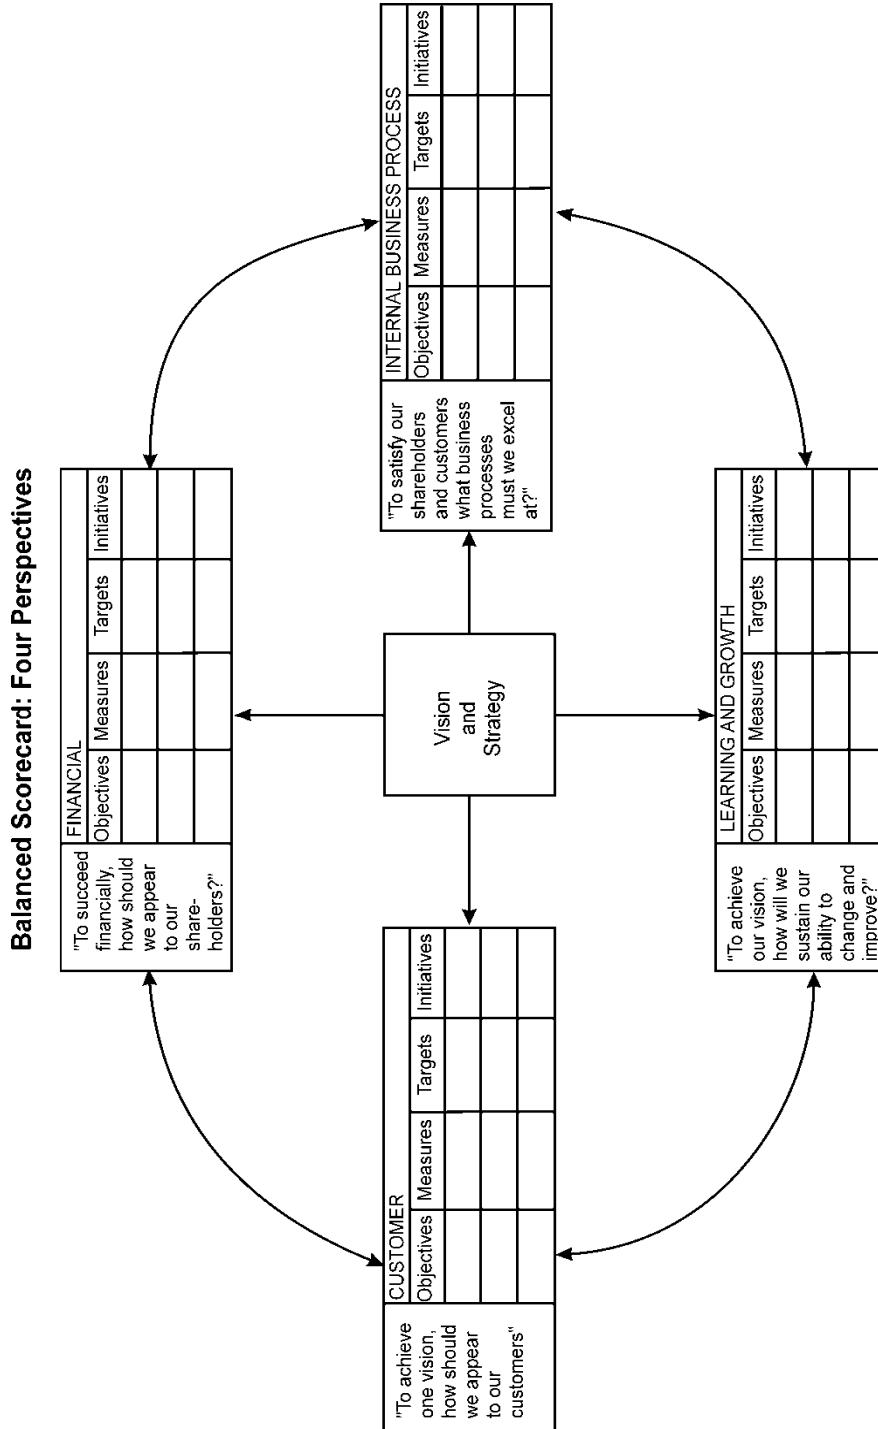 Balanced Scorecard: Four Perspectives
"To succeed
financially,
how should
we appear
to our
share-
holders?"
FINANCIAL
Objectives Measures Targets Initiatives
"To achieve
one vision,
how should
we appear
to our
customers"
CUSTOMER
Objectives Measures Targets Initiatives
Vision
and
Strategy
"To satisfy our
shareholders
and customers
what business
processes
must we excel
at?"
INTERNAL BUSINESS PROCESS
Objectives Measures Targets Initiatives
"To achieve
our vision,
how will we
sustain our
ability to
change and
improve?"
LEARNING AND GROWTH
Objectives Measures Targets Initiatives